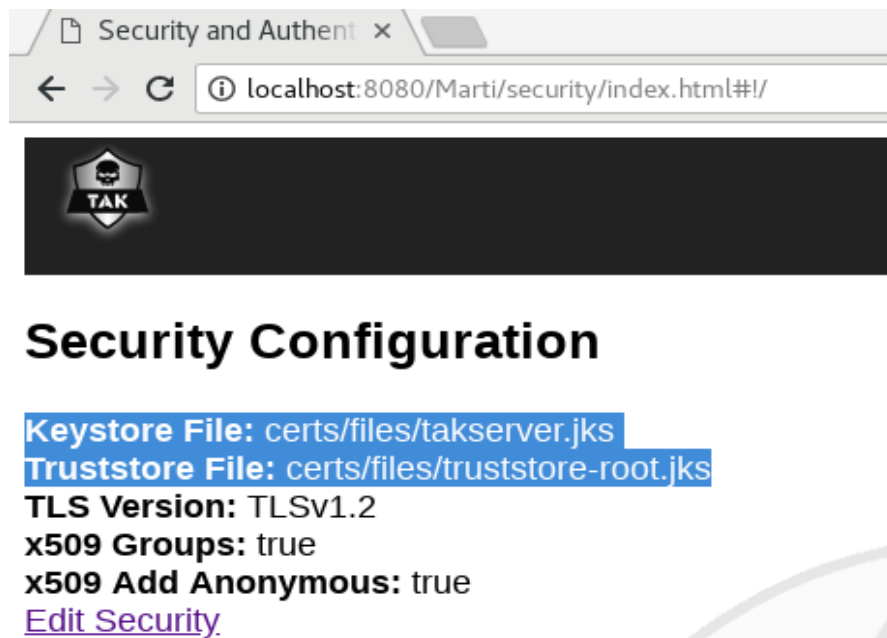 Security and Authent
localhost:8080/Marti/security/index.html#!/
TAK
Security Configuration
Keystore File: certs/files/takserver.jks
Truststore File: certs/files/truststore-root.jks
TLS Version: TLSv1.2
x509 Groups: true
x509 Add Anonymous: true
Edit Security